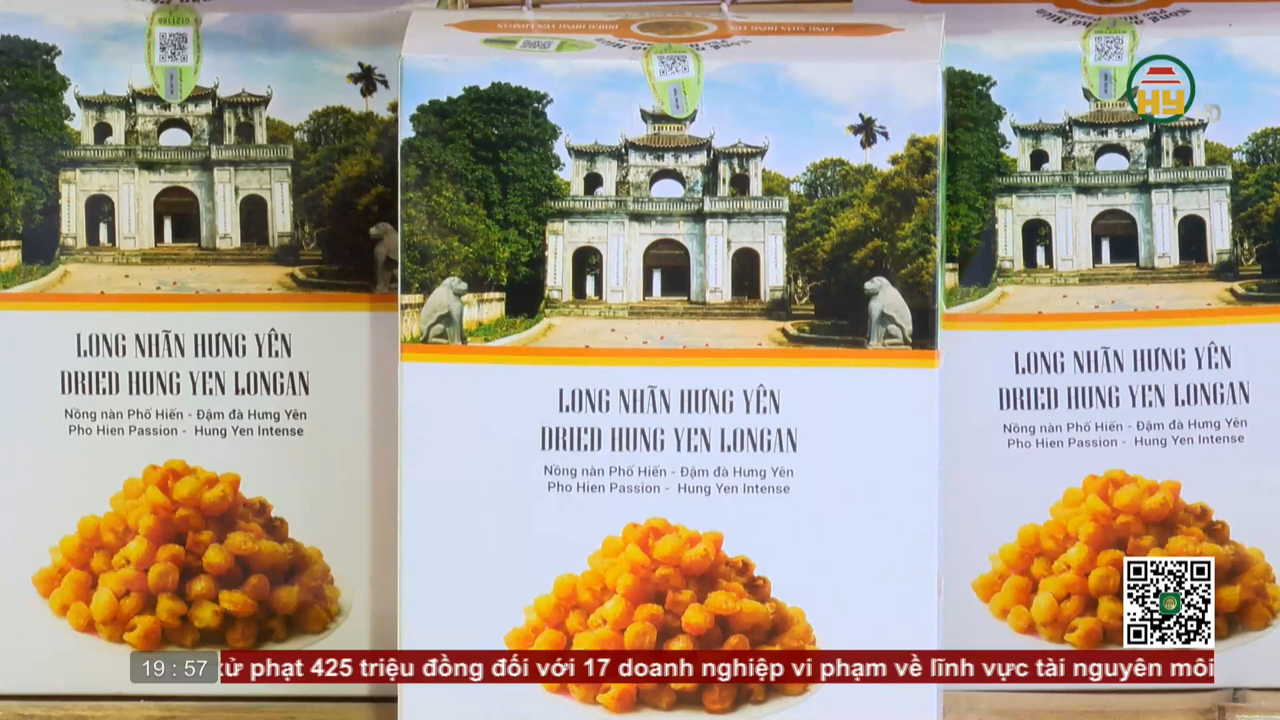 0121188
LONG NHÃN HƯNG YÊN
DRIED HUNG YEN LONGAN
Nồng nàn Phố Hiến - Đậm đà Hưng Yên
Pho Hien Passion - Hung Yen Intense
LONG NHÃN HƯNG YÊN
DRIED HUNG YEN LONGAN
Nồng nàn Phố Hiến - Đậm đà Hưng Yên
Pho Hien Passion - Hung Yen Intense
HY
LONG NHÃN HƯNG YÊN
DRIED HUNG YEN LONGAN
Nồng nàn Phố Hiến - Đậm đà Hưng Yên
Pho Hien Passion - Hung Yen Intense
19 : 57
xử phạt 425 triệu đồng đối với 17 doanh nghiệp vi phạm về lĩnh vực tài nguyên môi